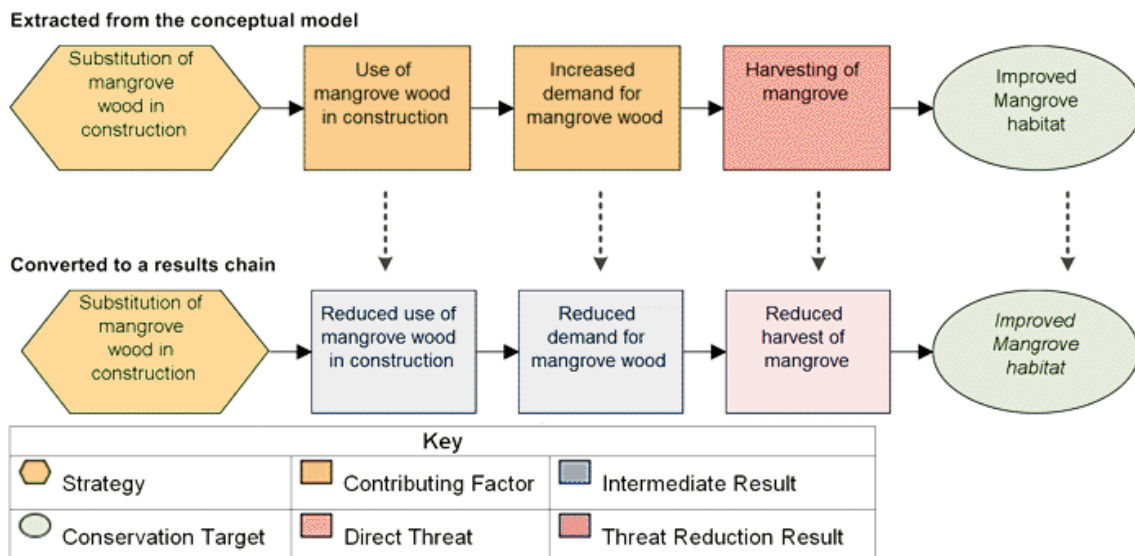 Extracted from the conceptual model
Substitution of
mangrove
wood in
construction
Use of
mangrove wood
in construction
Increased
demand for
mangrove wood
Harvesting of
mangrove
Improved
Mangrove
habitat
Converted to a results chain
Substitution of
mangrove
wood in
construction
Reduced use of
mangrove wood
in construction
Reduced
demand for
mangrove wood
Reduced
harvest of
mangrove
Improved
Mangrove
habitat
Key
Strategy
Contributing Factor
Intermediate Result
Conservation Target
Direct Threat
Threat Reduction Result